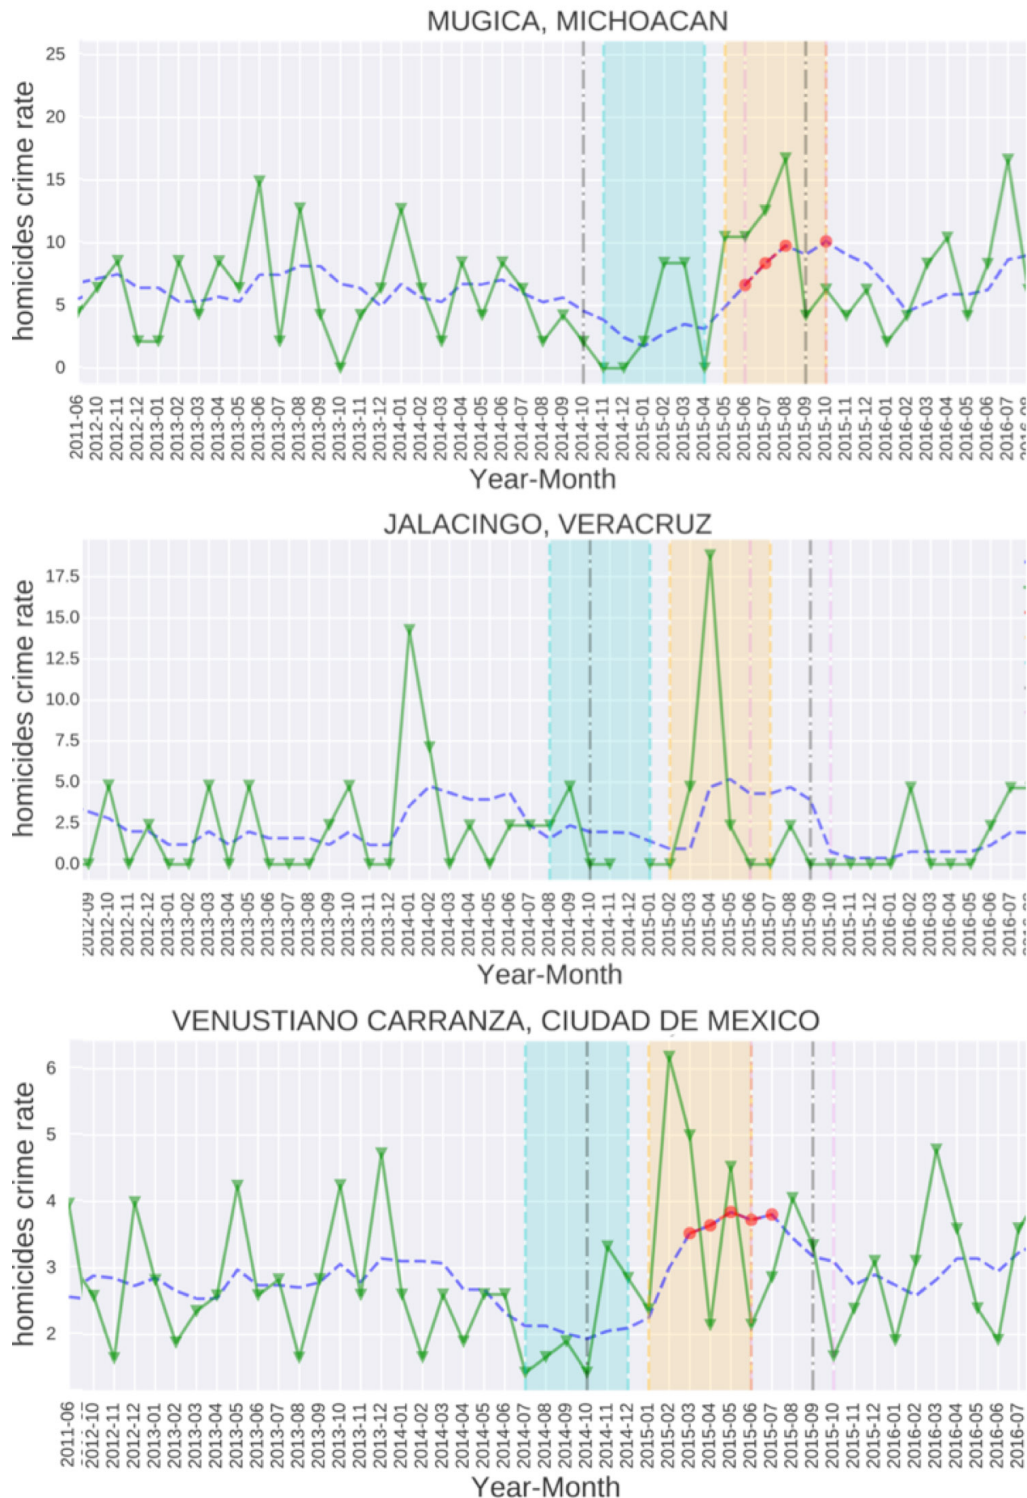 MUGICA, MICHOACAN
25
20
15
10
5
0
homicides crime rate
2011-06 2012-10 2012-11 2012-12 2013-01 2013-02 2013-03 2013-04 2013-05 2013-06 2013-07 2013-08 2013-09 2013-10 2013-11 2013-12 2014-01 2014-02 2014-03 2014-04 2014-05 2014-06 2014-07 2014-08 2014-09 2014-10 2014-11 2014-12 2015-01 2015-02 2015-03 2015-04 2015-05 2015-06 2015-07 2015-08 2015-09 2015-10 2015-11 2015-12 2016-01 2016-02 2016-03 2016-04 2016-05 2016-06 2016-07
Year-Month
JALACINGO, VERACRUZ
17.5
15.0
12.5
10.0
7.5
5.0
2.5
0.0
homicides crime rate
2012-09 2012-10 2012-11 2012-12 2013-01 2013-02 2013-03 2013-04 2013-05 2013-06 2013-07 2013-08 2013-09 2013-10 2013-11 2013-12 2014-01 2014-02 2014-03 2014-04 2014-05 2014-06 2014-07 2014-08 2014-09 2014-10 2014-11 2014-12 2015-01 2015-02 2015-03 2015-04 2015-05 2015-06 2015-07 2015-08 2015-09 2015-10 2015-11 2015-12 2016-01 2016-02 2016-03 2016-04 2016-05 2016-06 2016-07
Year-Month
VENUSTIANO CARRANZA, CIUDAD DE MEXICO
6
5
4
3
2
homicides crime rate
2011-06 2012-10 2012-11 2012-12 2013-01 2013-02 2013-03 2013-04 2013-05 2013-06 2013-07 2013-08 2013-09 2013-10 2013-11 2013-12 2014-01 2014-02 2014-03 2014-04 2014-05 2014-06 2014-07 2014-08 2014-09 2014-10 2014-11 2014-12 2015-01 2015-02 2015-03 2015-04 2015-05 2015-06 2015-07 2015-08 2015-09 2015-10 2015-11 2015-12 2016-01 2016-02 2016-03 2016-04 2016-05 2016-06 2016-07
Year-Month